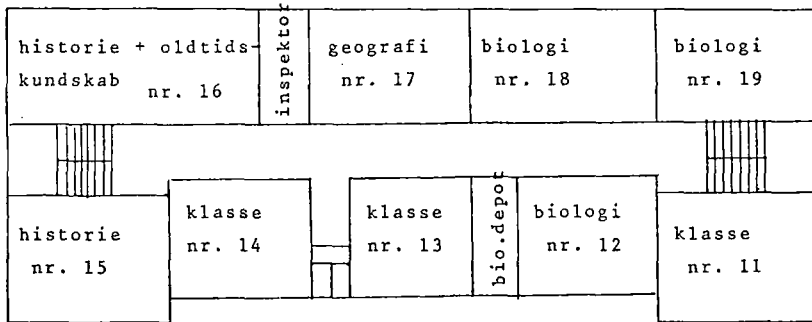 historie + oldtids-
kundskab nr. 16
inspektor
geografi
nr. 17
biologi
nr. 18
biologi
nr. 19
historie
nr. 15
klasse
nr. 14
klasse
nr. 13
bio.depot
biologi
nr. 12
klasse
nr. 11